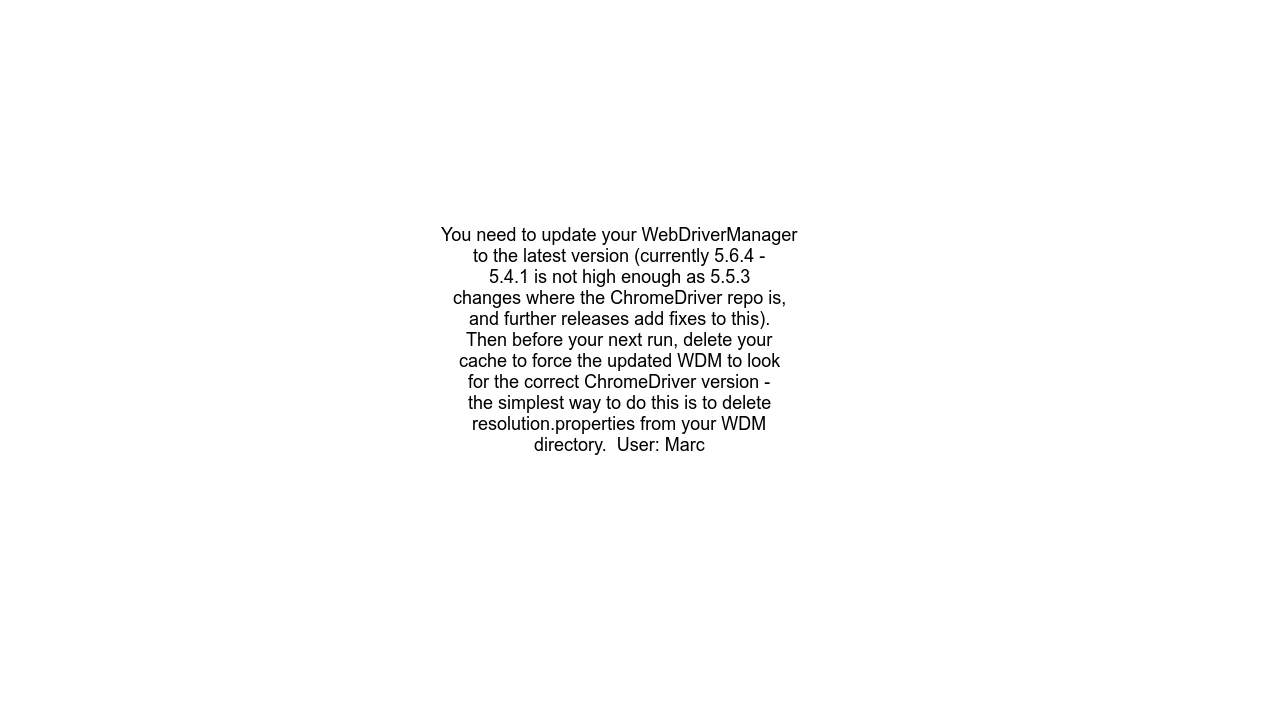 You need to update your WebDriverManager
to the latest version (currently 5.6.4 -
5.4.1 is not high enough as 5.5.3
changes where the ChromeDriver repo is,
and further releases add fixes to this).
Then before your next run, delete your
cache to force the updated WDM to look
for the correct ChromeDriver version -
the simplest way to do this is to delete
resolution.properties from your WDM
directory.  User: Marc